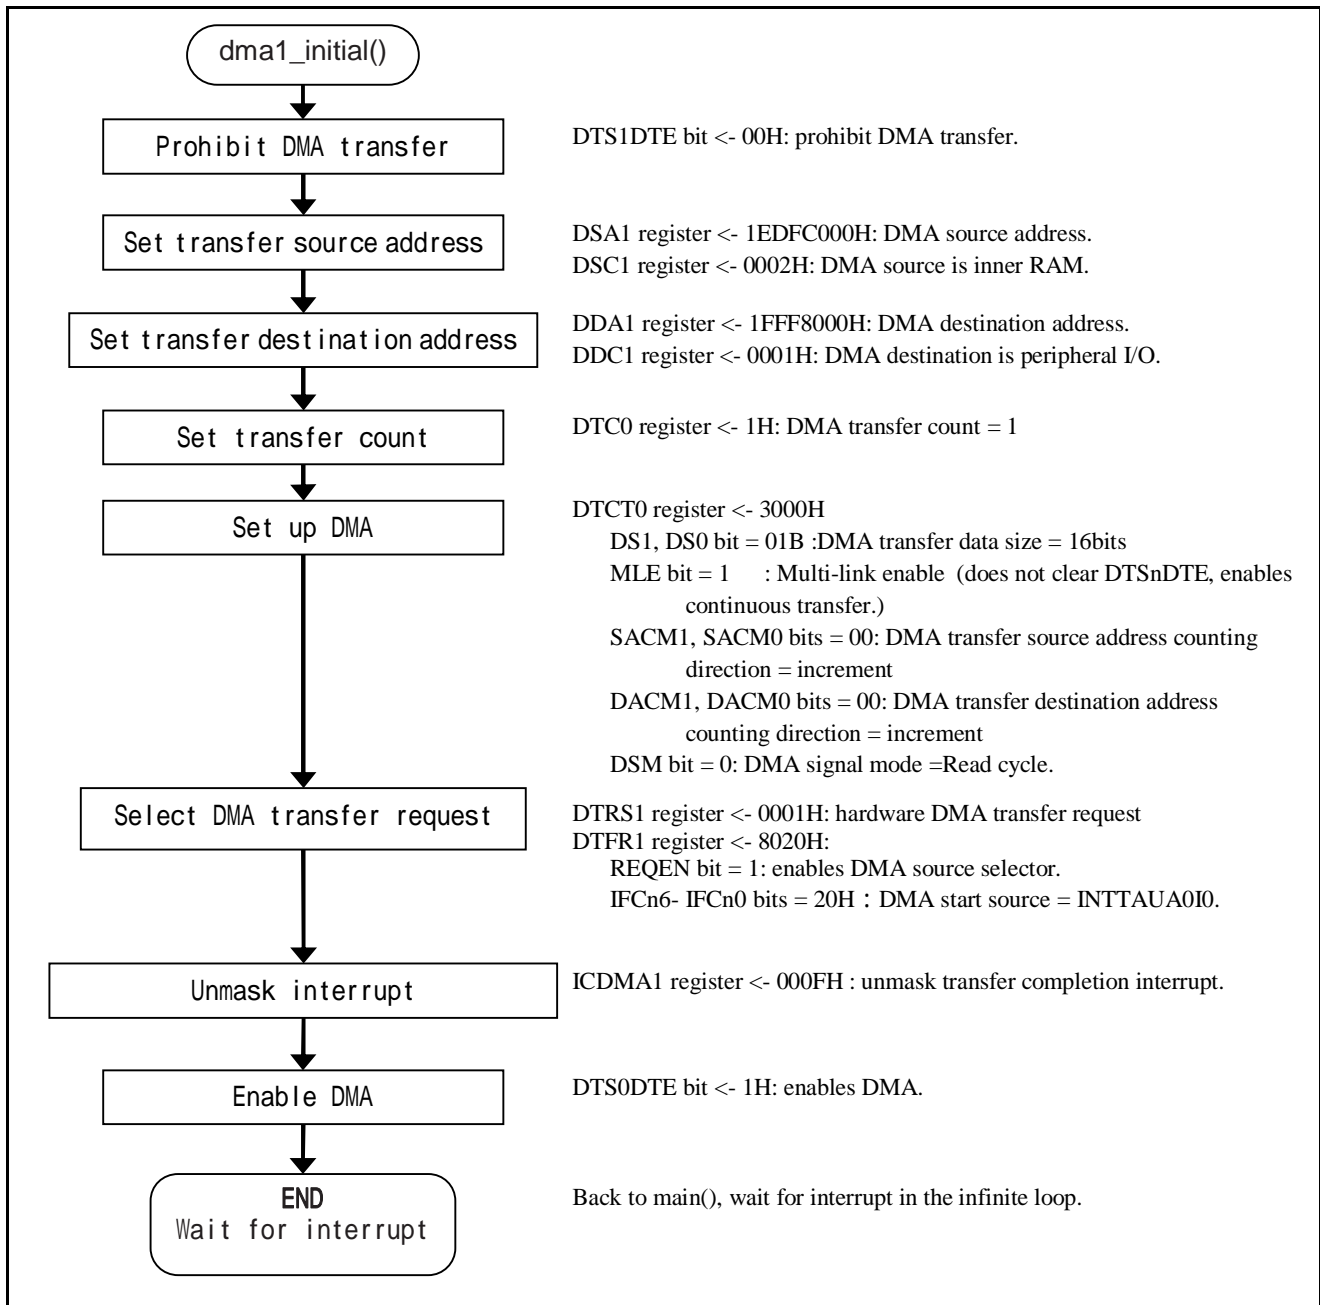 dma1_initial()
Prohibit DMA transfer
DTS1DTE bit <- 00H: prohibit DMA transfer.
Set transfer source address
DSA1 register <- 1EDFC000H: DMA source address.
DSC1 register <- 0002H: DMA source is inner RAM.
Set transfer destination address
DDA1 register <- 1FFF8000H: DMA destination address.
DDC1 register <- 0001H: DMA destination is peripheral I/O.
Set transfer count
DTC0 register <- 1H: DMA transfer count = 1
Set up DMA
DTCT0 register <- 3000H
DS1, DS0 bit = 01B :DMA transfer data size = 16bits
MLE bit = 1 : Multi-link enable (does not clear DTSnDTE, enables
continuous transfer.)
SACM1, SACM0 bits = 00: DMA transfer source address counting
direction = increment
DACM1, DACM0 bits = 00: DMA transfer destination address
counting direction = increment
DSM bit = 0: DMA signal mode =Read cycle.
Select DMA transfer request
DTRS1 register <- 0001H: hardware DMA transfer request
DTFR1 register <- 8020H:
REQEN bit = 1: enables DMA source selector.
IFCn6- IFCn0 bits = 20H：DMA start source = INTTAUA0I0.
Unmask interrupt
ICDMA1 register <- 000FH : unmask transfer completion interrupt.
Enable DMA
DTS0DTE bit <- 1H: enables DMA.
END
Wait for interrupt
Back to main(), wait for interrupt in the infinite loop.